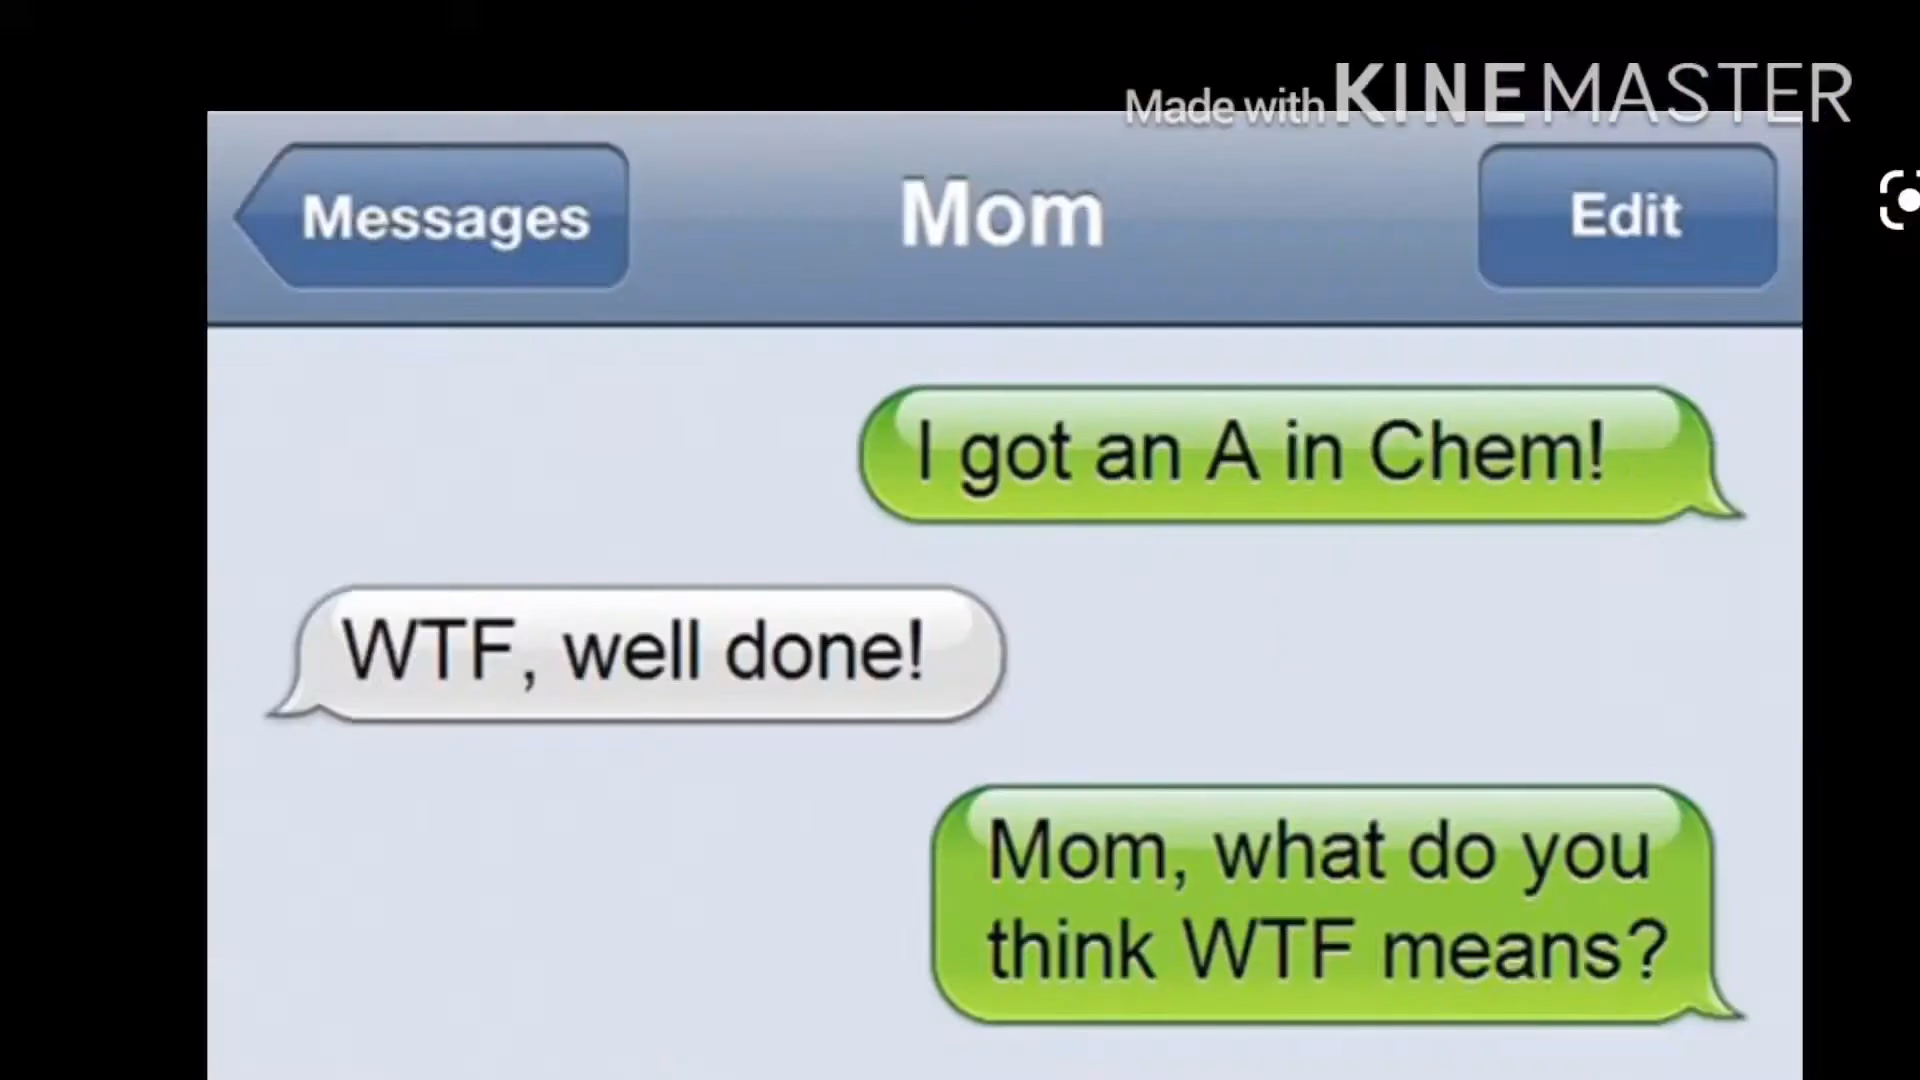 Made with KINEMASTER
Messages
Mom
Edit
I got an A in Chem!
WTF, well done!
Mom, what do you
think WTF means?